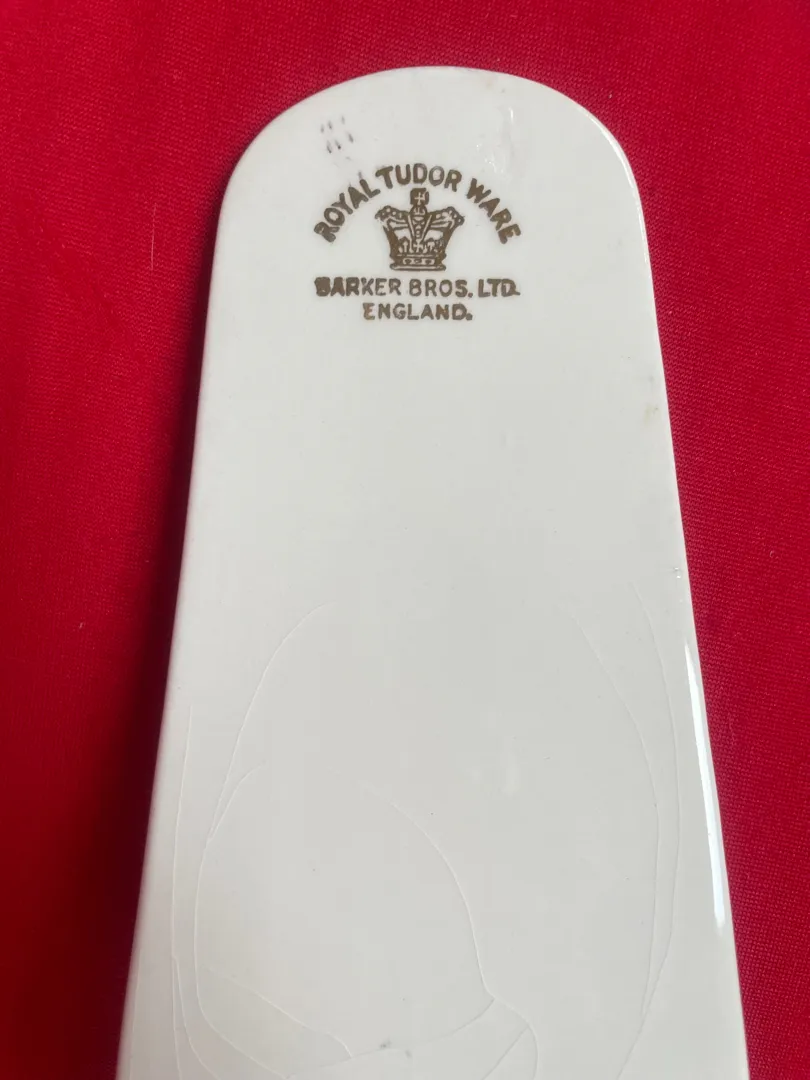 ROYAL TUDOR WARE
BARKER BROS. LTD.
ENGLAND.